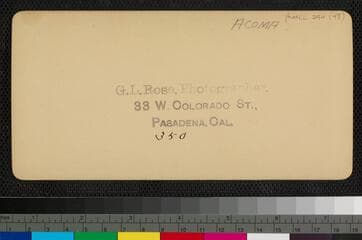 ACOMA
G. L. Rose, Photographer,
33 W. Colorado St.,
Pasadena, Cal.
350